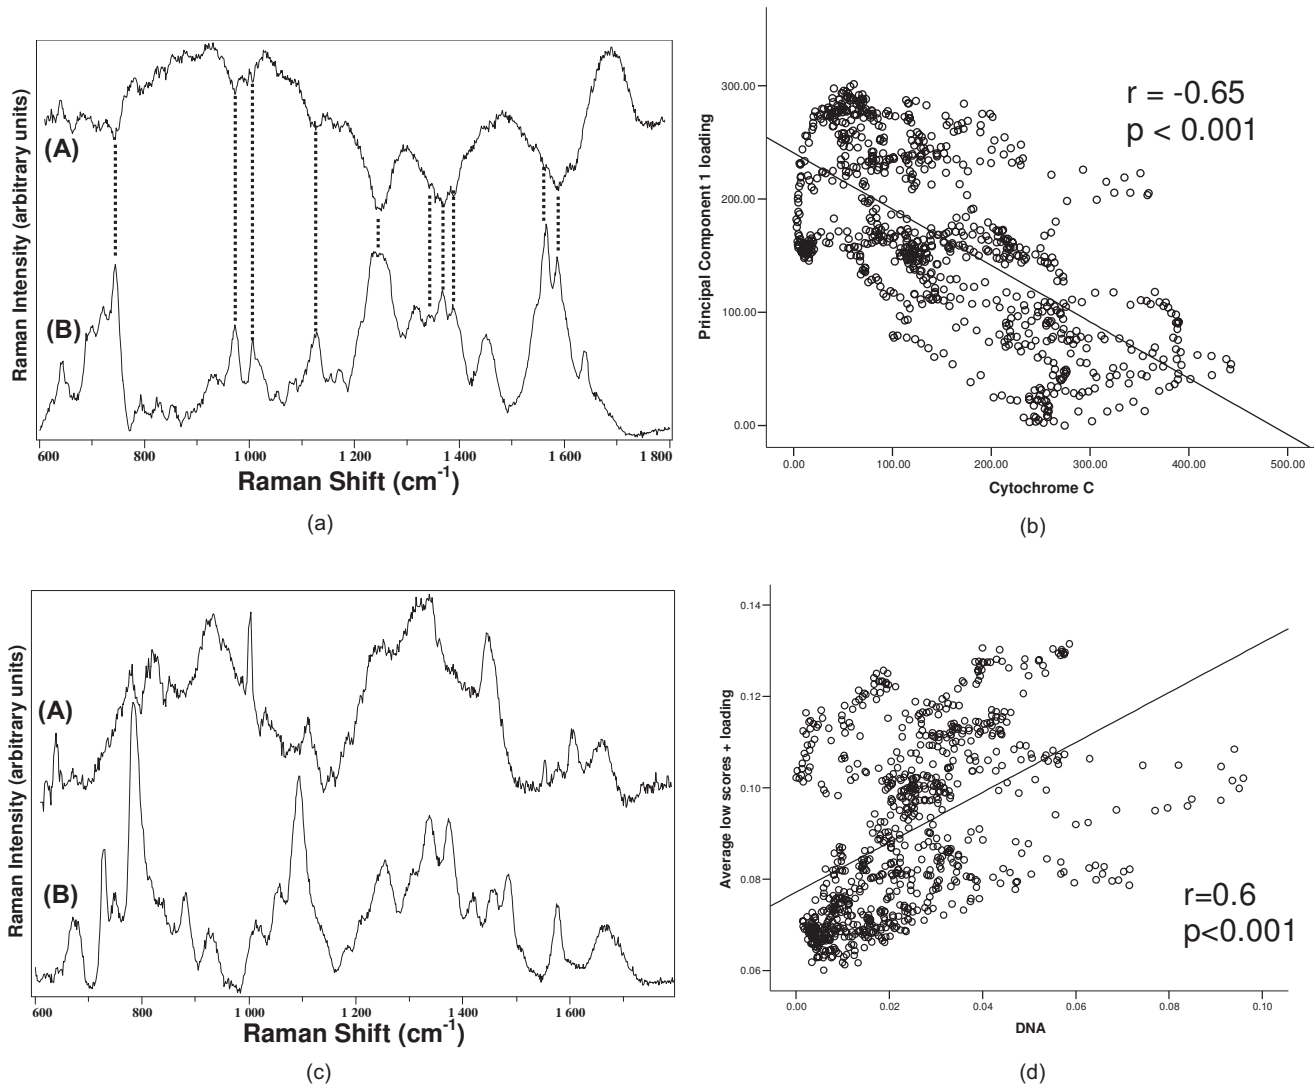 Raman Intensity (arbitrary units)
(A)
(B)
600 800 1 000 1 200 1 400 1 600 1 800
Raman Shift (cm-1)
(a)
Principal Component 1 loading
300.00
200.00
100.00
0.00
r = -0.65
p < 0.001
0.00 100.00 200.00 300.00 400.00 500.00
Cytochrome C
(b)
Raman Intensity (arbitrary units)
(A)
(B)
600 800 1 000 1 200 1 400 1 600
Raman Shift (cm-1)
(c)
Average low scores + loading
0.14
0.12
0.10
0.08
0.06
r=0.6
p<0.001
0.00 0.02 0.04 0.06 0.08 0.10
DNA
(d)